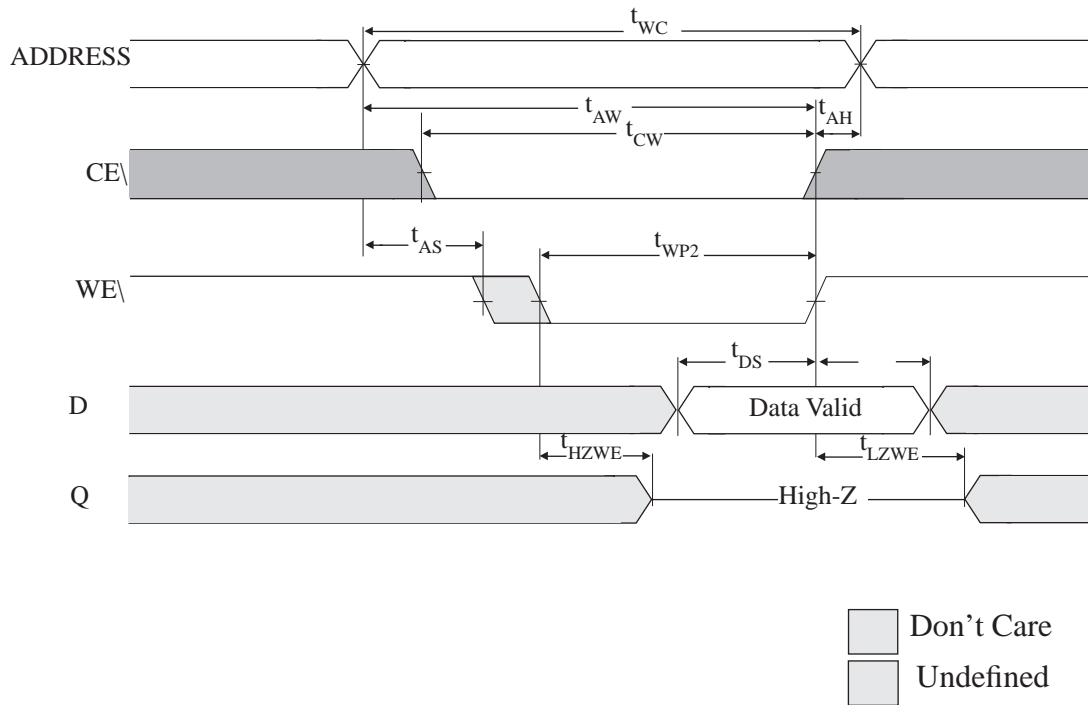 tWC
ADDRESS
tAW
tAH
tCW
CE\
tAS
tWP2
WE\
tDS
D
Data Valid
tHZWE
tLZWE
Q
High-Z
Don’t Care
Undefined